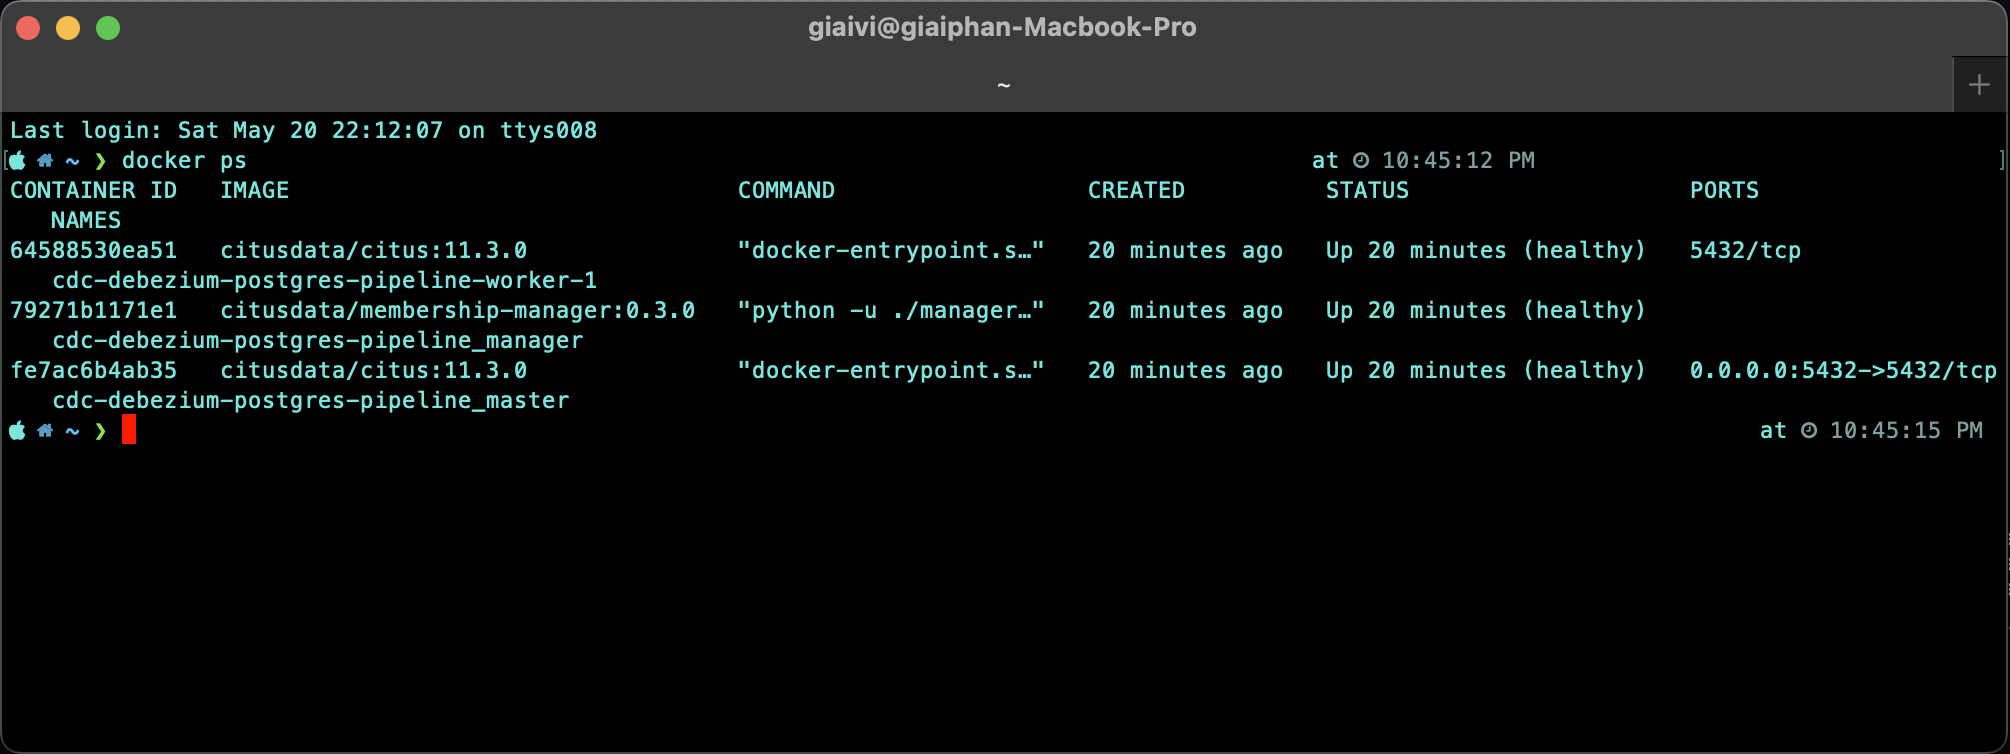 giaivi@giaiphan-Macbook-Pro
~
Last login: Sat May 20 22:12:07 on ttys008
[ ~ ❯ docker ps at 10:45:12 PM ]
CONTAINER ID IMAGE COMMAND CREATED STATUS PORTS
NAMES
64588530ea51 citusdata/citus:11.3.0 "docker-entrypoint.s…" 20 minutes ago Up 20 minutes (healthy) 5432/tcp
cdc-debezium-postgres-pipeline-worker-1
79271b1171e1 citusdata/membership-manager:0.3.0 "python -u ./manager…" 20 minutes ago Up 20 minutes (healthy)
cdc-debezium-postgres-pipeline_manager
fe7ac6b4ab35 citusdata/citus:11.3.0 "docker-entrypoint.s…" 20 minutes ago Up 20 minutes (healthy) 0.0.0.0:5432->5432/tcp
cdc-debezium-postgres-pipeline_master
~ ❯ at 10:45:15 PM